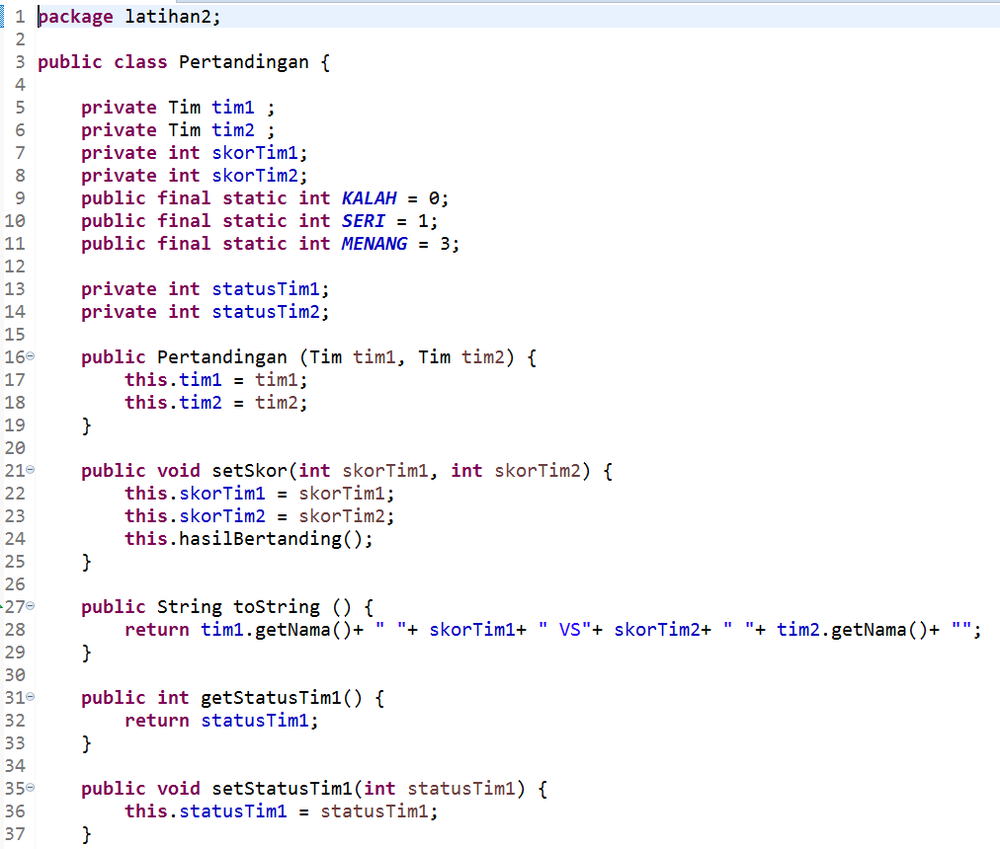 1 package latihan2;
2
3 public class Pertandingan {
4
5     private Tim tim1 ;
6     private Tim tim2 ;
7     private int skorTim1;
8     private int skorTim2;
9     public final static int KALAH = 0;
10     public final static int SERI = 1;
11     public final static int MENANG = 3;
12
13     private int statusTim1;
14     private int statusTim2;
15
16     public Pertandingan (Tim tim1, Tim tim2) {
17         this.tim1 = tim1;
18         this.tim2 = tim2;
19     }
20
21     public void setSkor(int skorTim1, int skorTim2) {
22         this.skorTim1 = skorTim1;
23         this.skorTim2 = skorTim2;
24         this.hasilBertanding();
25     }
26
27     public String toString () {
28         return tim1.getNama()+ " "+ skorTim1+ " VS"+ skorTim2+ " "+ tim2.getNama()+ "";
29     }
30
31     public int getStatusTim1() {
32         return statusTim1;
33     }
34
35     public void setStatusTim1(int statusTim1) {
36         this.statusTim1 = statusTim1;
37     }